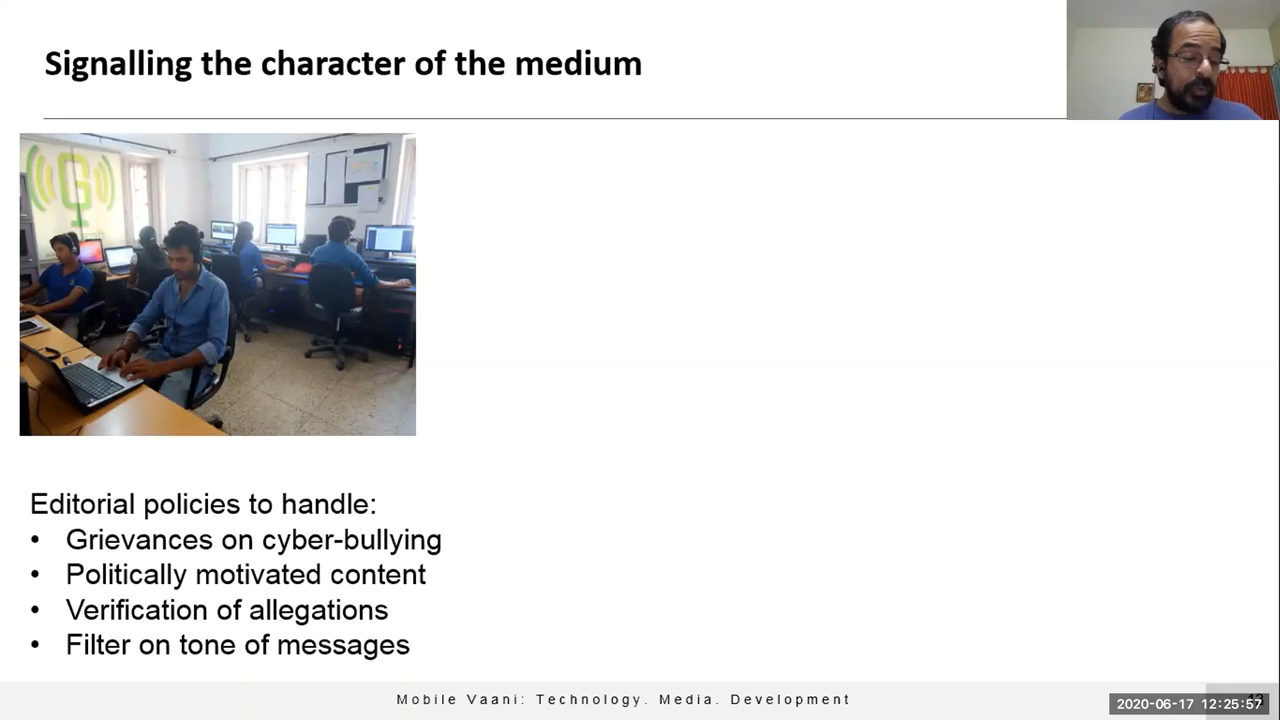 Signalling the character of the medium
G
Editorial policies to handle:
• Grievances on cyber-bullying
• Politically motivated content
• Verification of allegations
• Filter on tone of messages
Mobile Vaani: Technology. Media. Development
2020-06-17 12:25:57